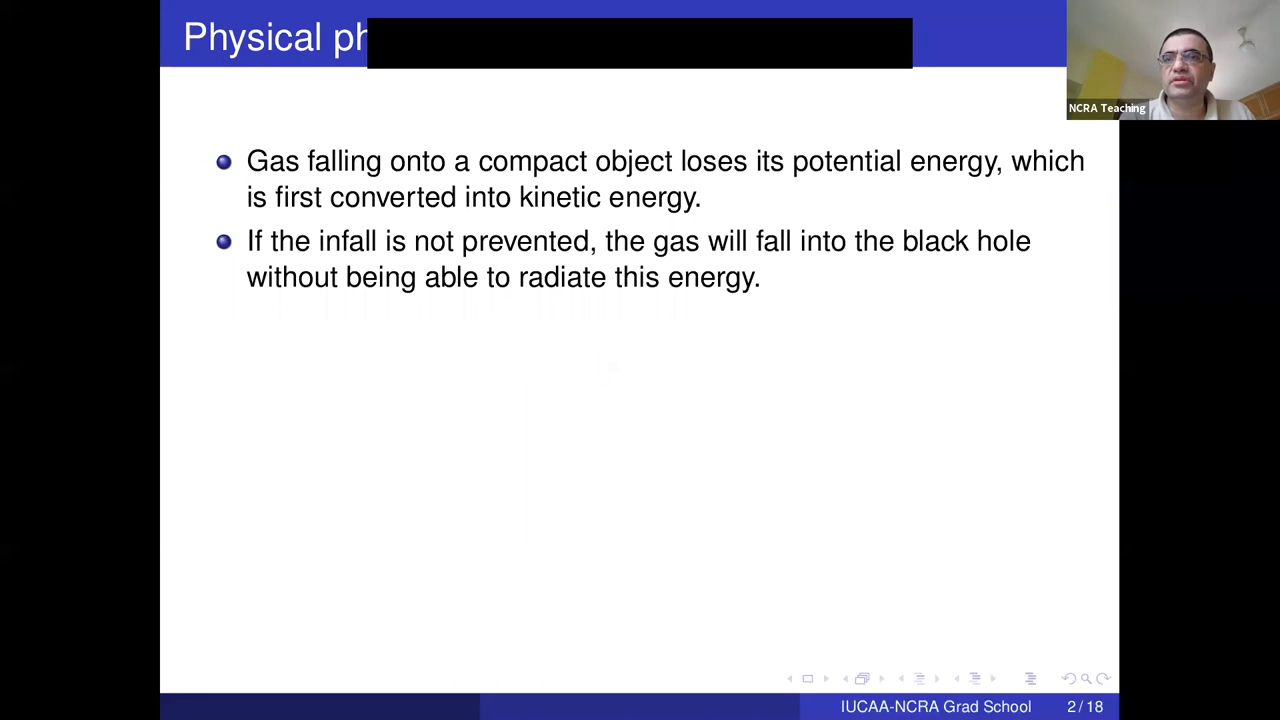 Physical ph
NCRA Teaching
Gas falling onto a compact object loses its potential energy, which
is first converted into kinetic energy.
If the infall is not prevented, the gas will fall into the black hole
without being able to radiate this energy.
IUCAA-NCRA Grad School 2 / 18